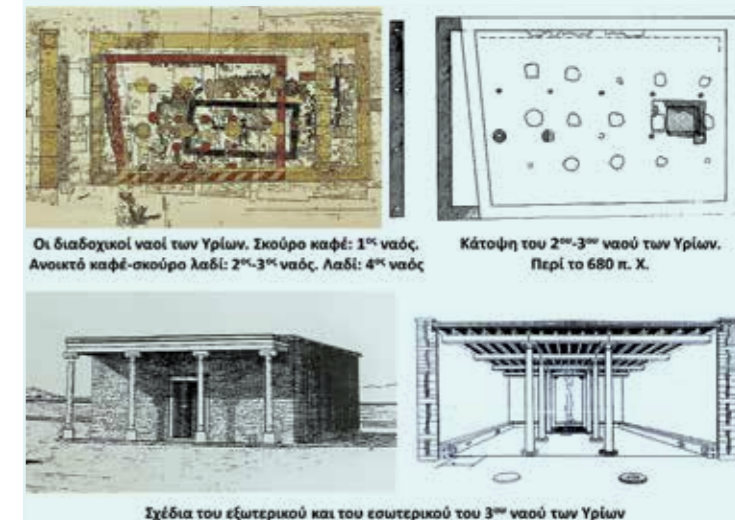 Οι διαδοχικοί ναοί των Υρίων. Σκούρο καφέ: 1ος ναός.
Ανοικτό καφέ-σκούρο λαδί: 2ος-3ος ναός. Λαδί: 4ος ναός
Κάτοψη του 2ου-3ου ναού των Υρίων.
Περί το 680 π. Χ.
Σχέδια του εξωτερικού και του εσωτερικού του 3ου ναού των Υρίων